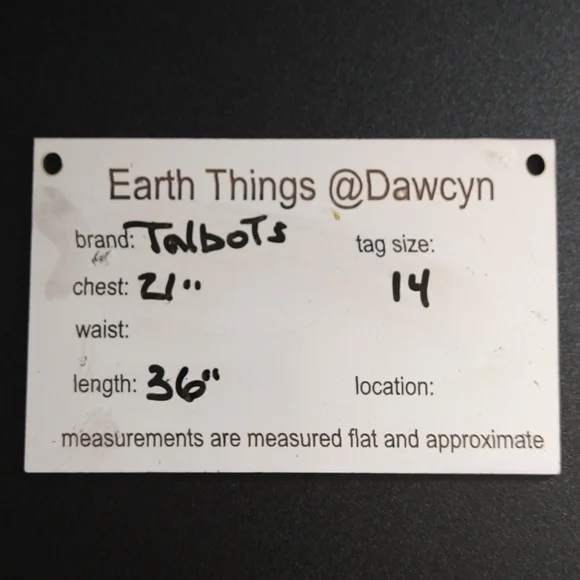 Earth Things @Dawcyn
brand: Talbots tag size:
chest: 21" 14
waist:
length: 36" location:
measurements are measured flat and approximate